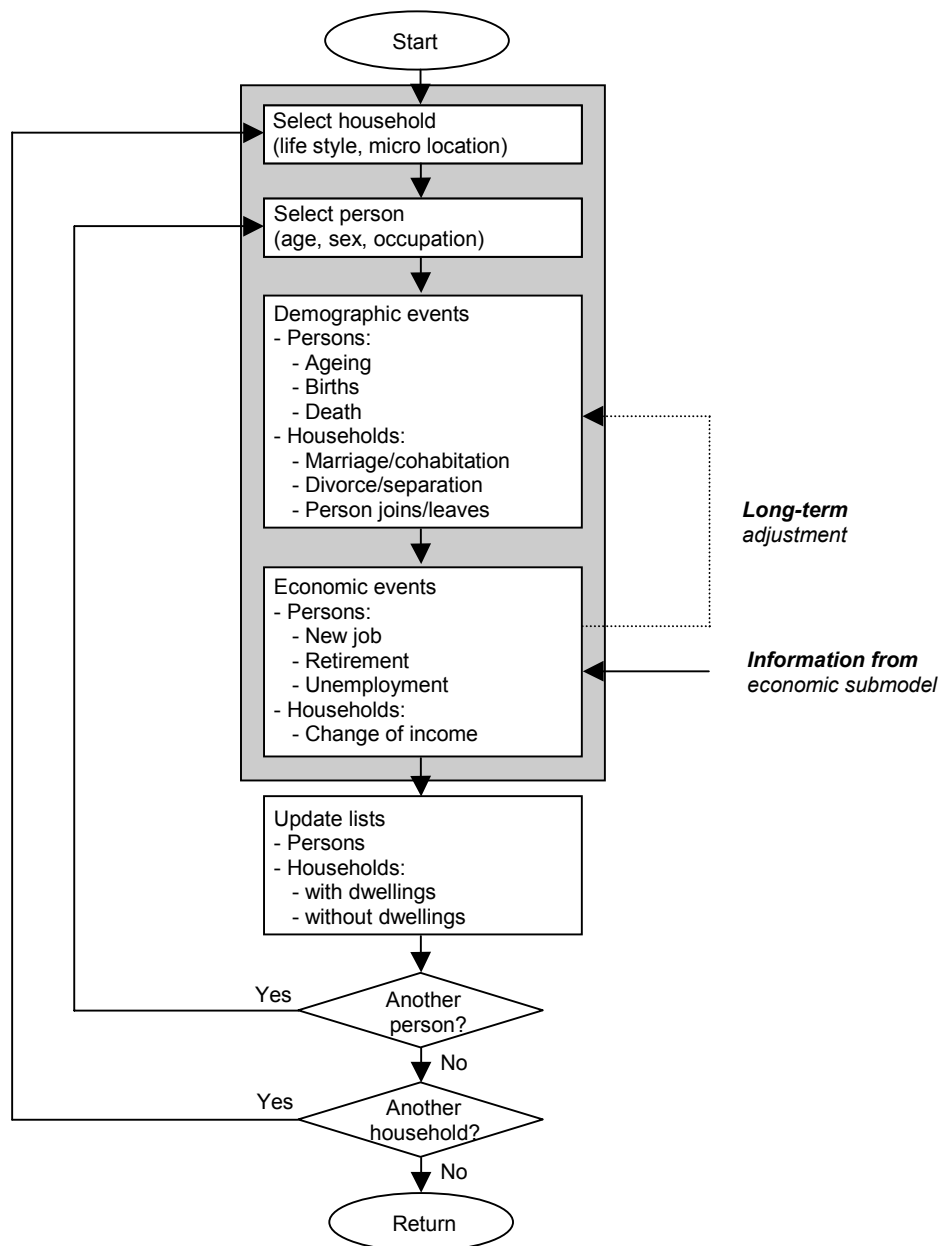 Start
Select household
(life style, micro location)
Select person
(age, sex, occupation)
Demographic events
- Persons:
- Ageing
- Births
- Death
- Households:
- Marriage/cohabitation
- Divorce/separation
- Person joins/leaves
Long-term
adjustment
Economic events
- Persons:
- New job
- Retirement
- Unemployment
- Households:
- Change of income
Information from
economic submodel
Update lists
- Persons
- Households:
- with dwellings
- without dwellings
Yes
Another
person?
No
Yes
Another
household?
No
Return